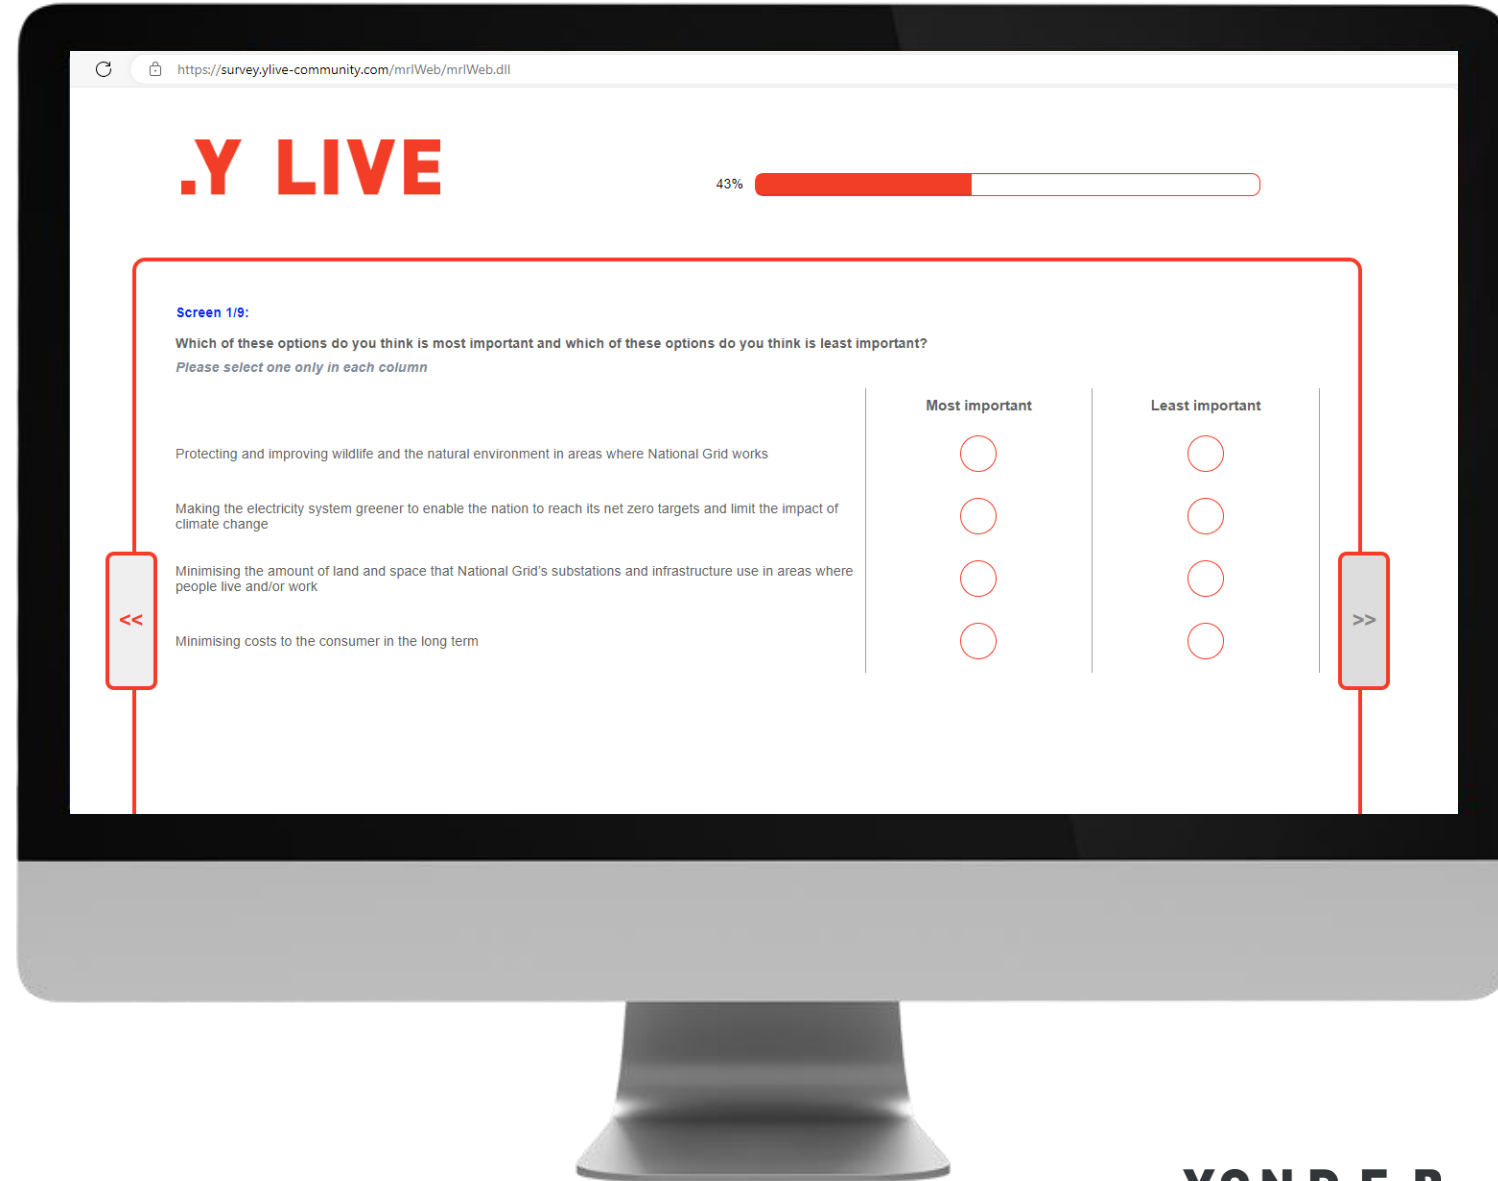 https://survey.ylive-community.com/mrIWeb/mrIWeb.dll
.Y LIVE
43%
Screen 1/9:
Which of these options do you think is most important and which of these options do you think is least important?
Please select one only in each column
Most important
Least important
Protecting and improving wildlife and the natural environment in areas where National Grid works
Making the electricity system greener to enable the nation to reach its net zero targets and limit the impact of
climate change
Minimising the amount of land and space that National Grid's substations and infrastructure use in areas where
people live and/or work
Minimising costs to the consumer in the long term
<<
>>
YONDER